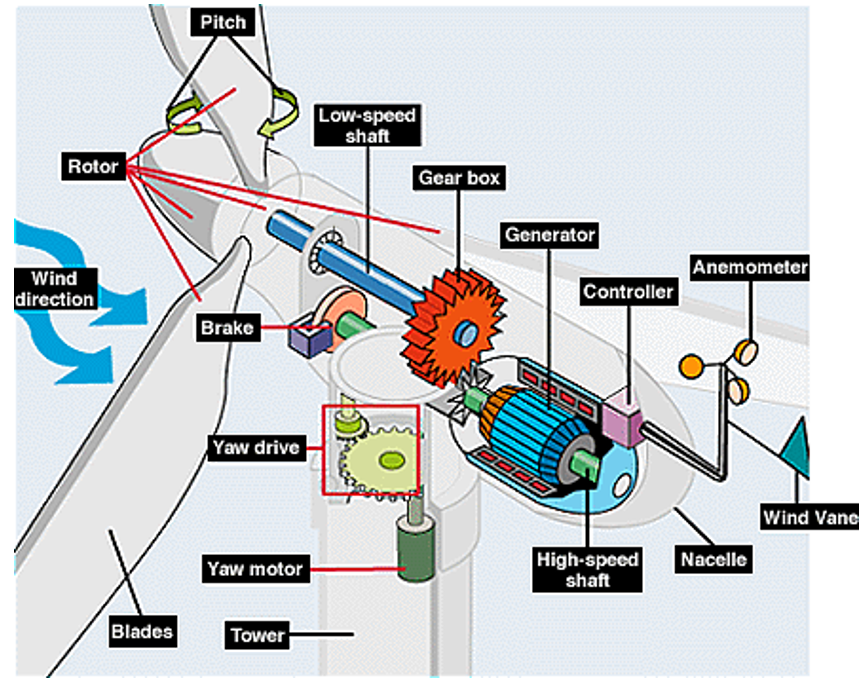 Pitch
Low-speed
shaft
Rotor
Gear box
Generator
Anemometer
Wind
direction
Controller
Brake
Yaw drive
Wind Vane
High-speed
shaft
Nacelle
Yaw motor
Blades
Tower